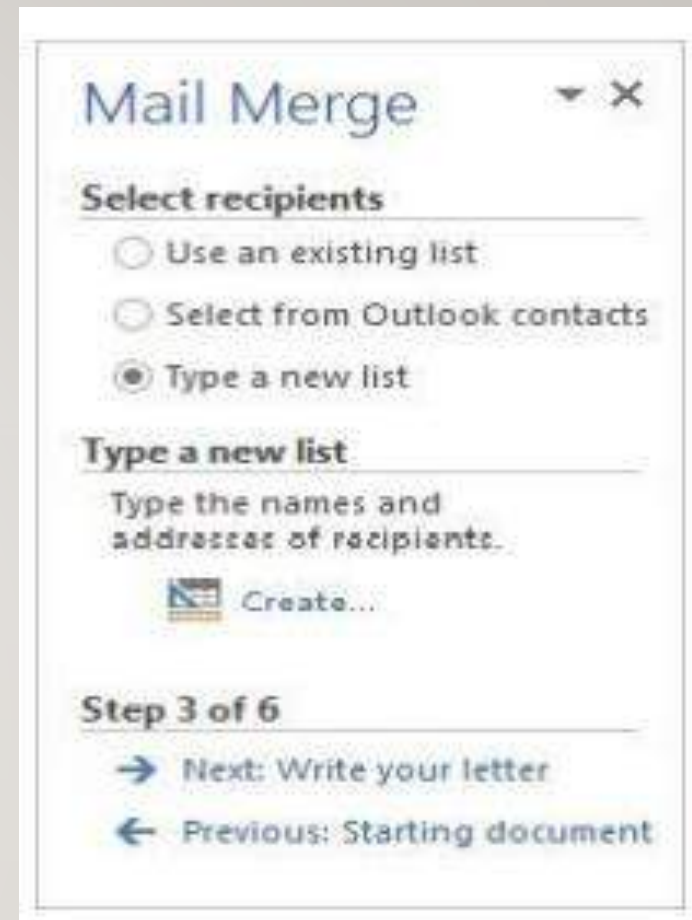 Mail Merge
Select recipients
Use an existing list
Select from Outlook contacts
Type a new list
Type a new list
Type the names and
addresses of recipients.
Create...
Step 3 of 6
Next: Write your letter
Previous: Starting document